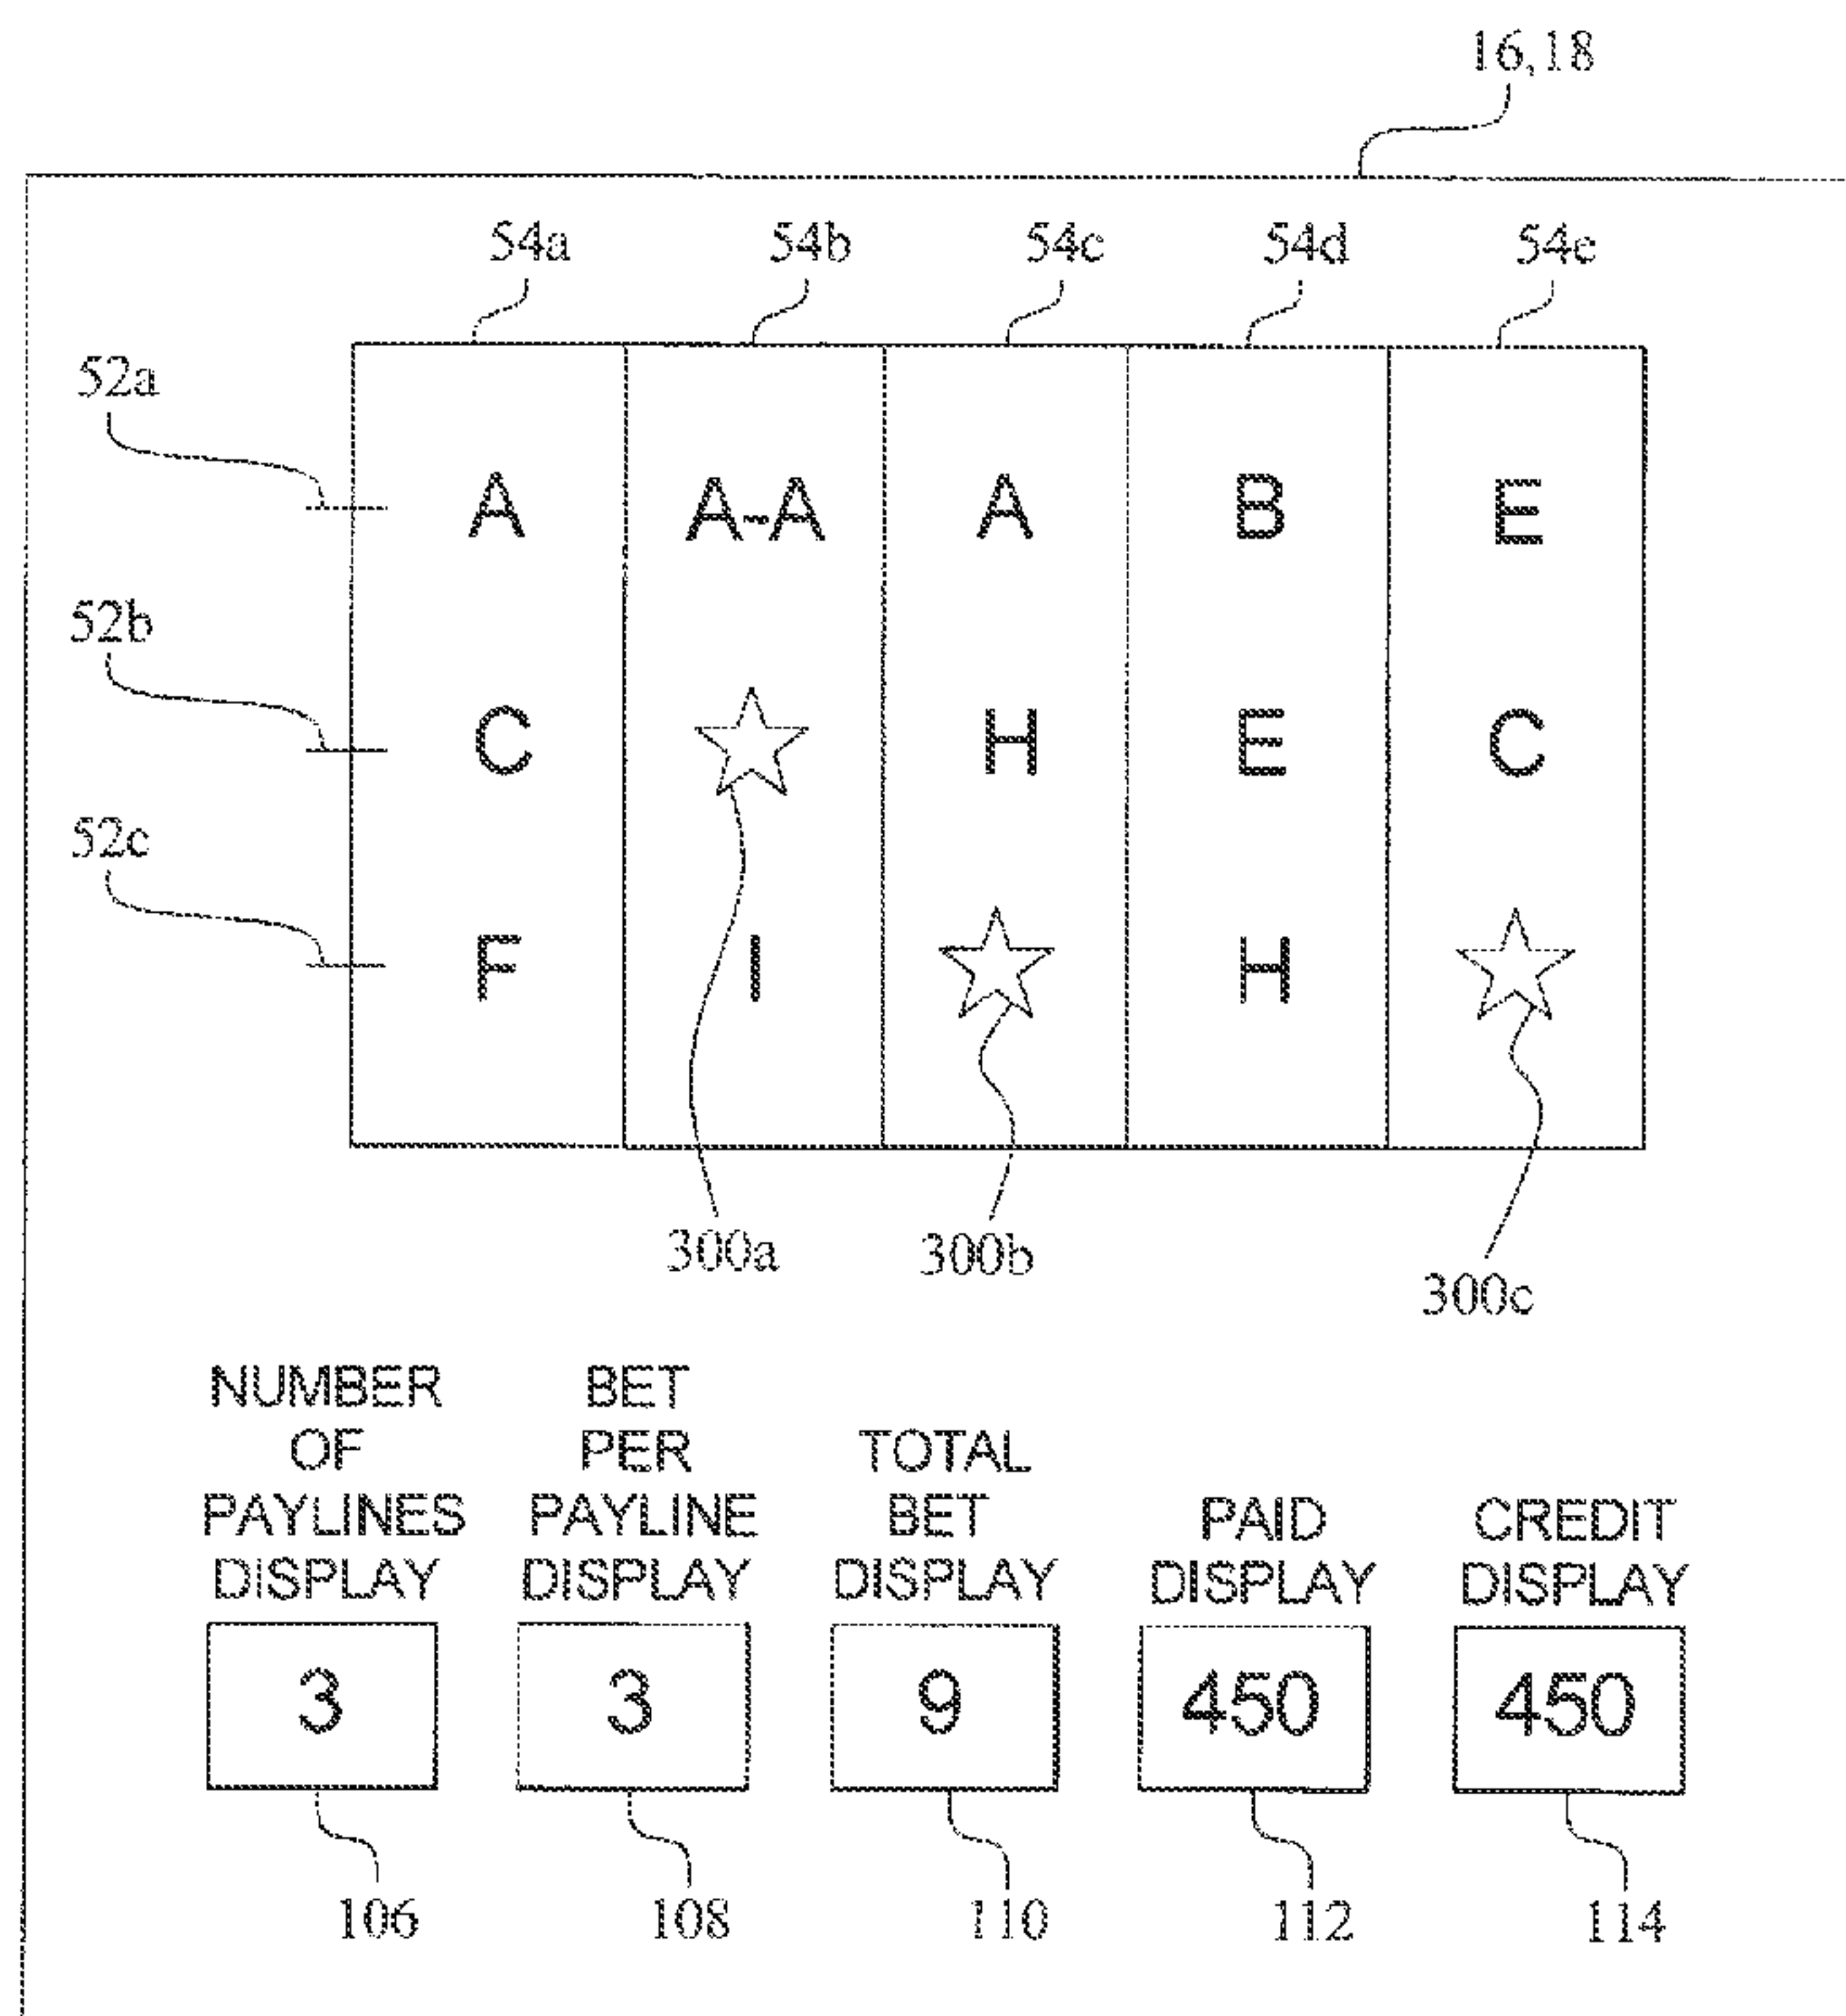 16,18
54a 54b 54c 54d 54e
52a
A A-A A B E
52b
C H E C
52c
F I H
300a 300b 300c
NUMBER OF PAYLINES DISPLAY
BET PER PAYLINE DISPLAY
TOTAL BET DISPLAY
PAID DISPLAY
CREDIT DISPLAY
3 3 9 450 450
106 108 110 112 114